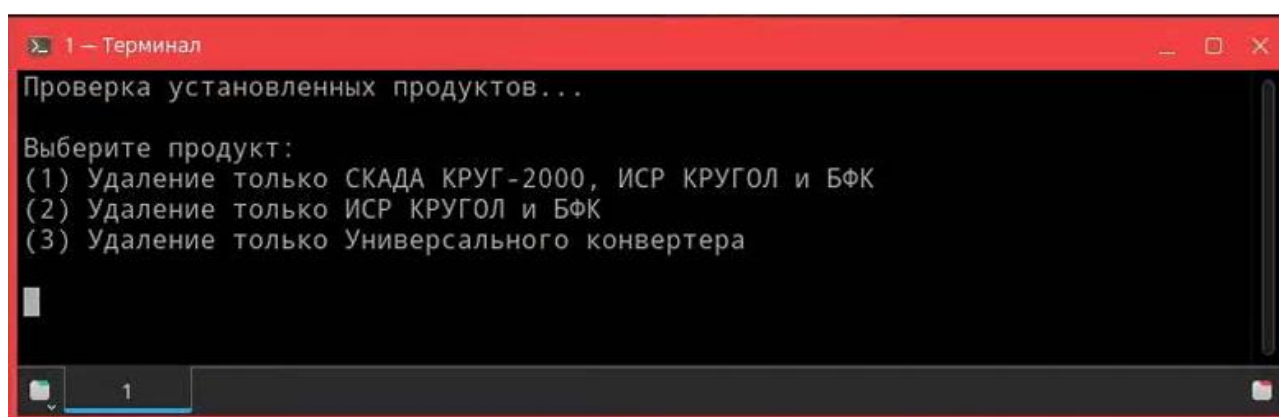 1 — Терминал
Проверка установленных продуктов...
Выберите продукт:
(1) Удаление только СКАДА КРУГ-2000, ИСР КРУГОЛ и БФК
(2) Удаление только ИСР КРУГОЛ и БФК
(3) Удаление только Универсального конвертера
1